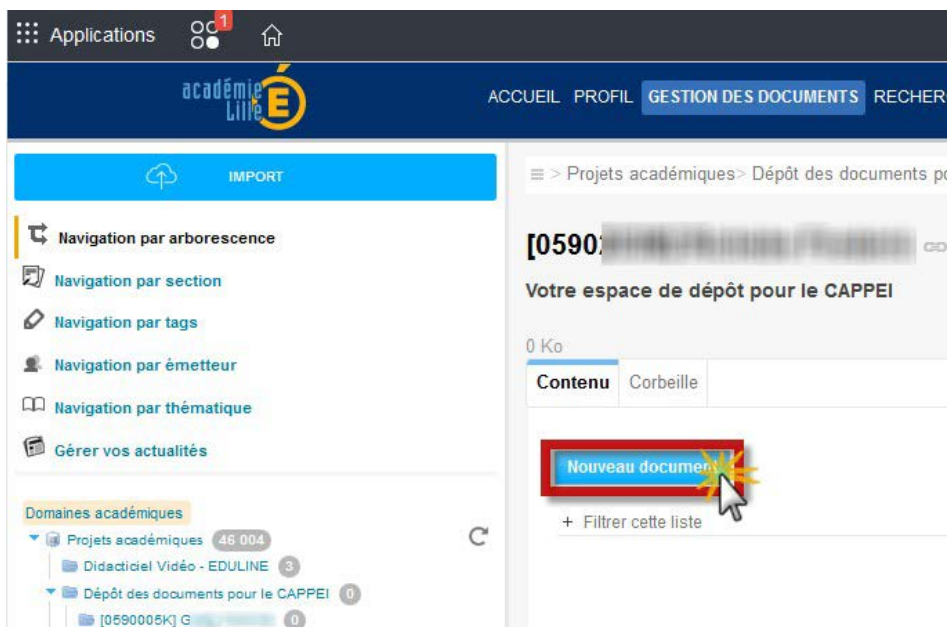 Applications
1
académie
Lille
ACCUEIL PROFIL GESTION DES DOCUMENTS RECHER
IMPORT
Navigation par arborescence
Navigation par section
Navigation par tags
Navigation par émetteur
Navigation par thématique
Gérer vos actualités
Domaines académiques
Projets académiques 46 004
Didacticiel Vidéo - EDULINE 3
Dépôt des documents pour le CAPPEI 0
[0590005K] G 0
> Projets académiques> Dépôt des documents po
[0590
Votre espace de dépôt pour le CAPPEI
0 Ko
Contenu Corbeille
Nouveau document
+ Filtrer cette liste